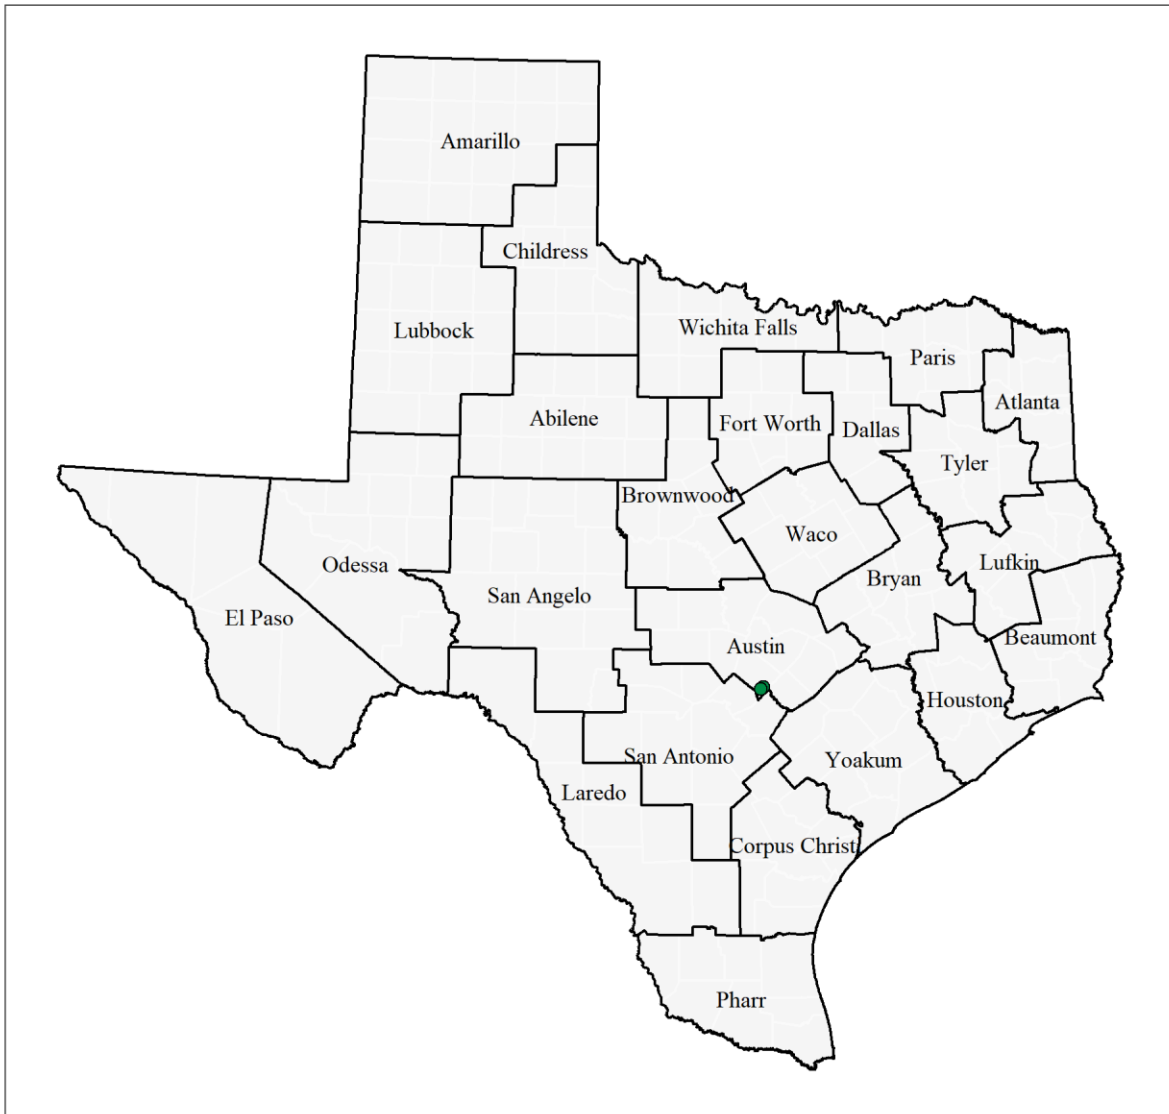 Amarillo
Childress
Lubbock
Wichita Falls
Paris
Atlanta
Abilene
Fort Worth
Dallas
Tyler
Brownwood
Waco
Odessa
Lufkin
Bryan
San Angelo
El Paso
Beaumont
Austin
Houston
San Antonio
Yoakum
Laredo
Corpus Christ
Pharr